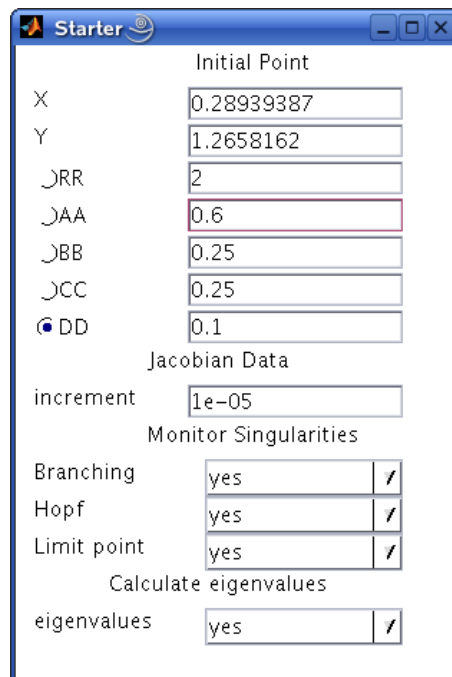 Starter
Initial Point
X 0.28939387
Y 1.2658162
RR 2
AA 0.6
BB 0.25
CC 0.25
DD 0.1
Jacobian Data
increment 1e-05
Monitor Singularities
Branching yes
Hopf yes
Limit point yes
Calculate eigenvalues
eigenvalues yes